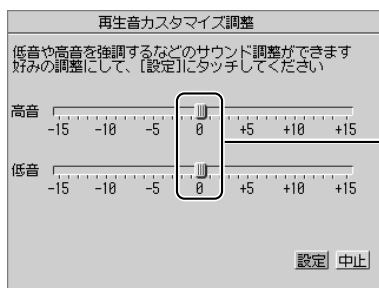 再生音カスタマイズ調整
低音や高音を強調するなどのサウンド調整ができます
好みの調整にして、[設定]にタッチしてください
高音
-15 -10 -5 0 +5 +10 +15
低音
-15 -10 -5 0 +5 +10 +15
設定 中止